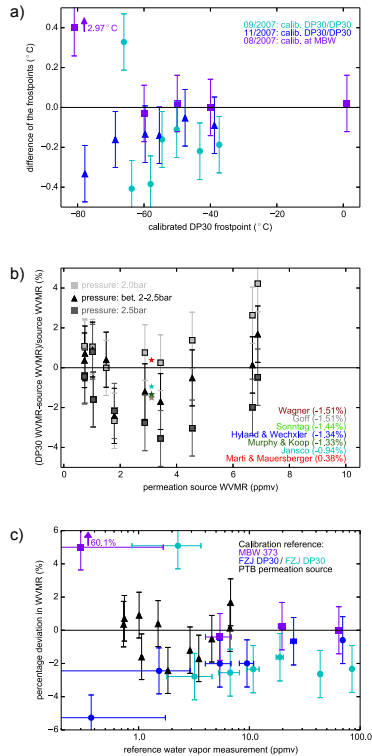 a)
2.97°C
09/2007: calib. DP30/DP30
11/2007: calib. DP30/DP30
08/2007: calib. at MBW
difference of the frostpoints (°C)
0.4
0.2
0.0
−0.2
−0.4
−80 −60 −40 −20 0
calibrated DP30 frostpoint (°C)
b)
(DP30 WVMR-source WVMR)/source WVMR (%)
6
4
2
0
−2
−4
−6
pressure: 2.0bar
pressure: bet. 2-2.5bar
pressure: 2.5bar
Wagner (-1.51%)
Goff (-1.51%)
Sonntag (-1.44%)
Hyland & Wechxler (-1.34%)
Murphy & Koop (-1.33%)
Jansco (-0.94%)
Marti & Mauersberger (0.38%)
0 2 4 6 8 10
permeation source WVMR (ppmv)
c)
percentage deviation in WVMR (%)
6
4
2
0
−2
−4
−6
60.1%
Calibration reference:
MBW 373
FZJ DP30 / FZJ DP30
PTB permeation source
1.0 10.0 100.0
reference water vapor measurement (ppmv)